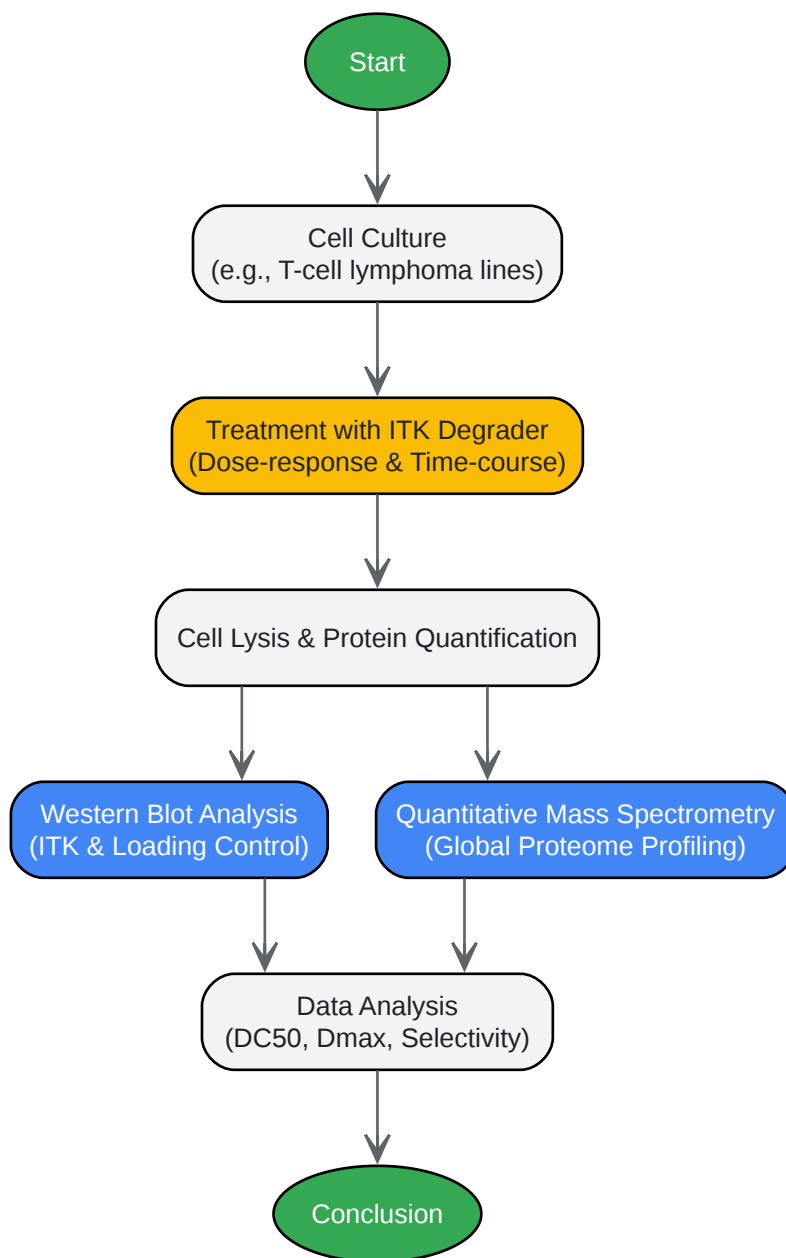 Start
Cell Culture
(e.g., T-cell lymphoma lines)
Treatment with ITK Degrader
(Dose-response & Time-course)
Cell Lysis & Protein Quantification
Western Blot Analysis
(ITK & Loading Control)
Quantitative Mass Spectrometry
(Global Proteome Profiling)
Data Analysis
(DC50, Dmax, Selectivity)
Conclusion